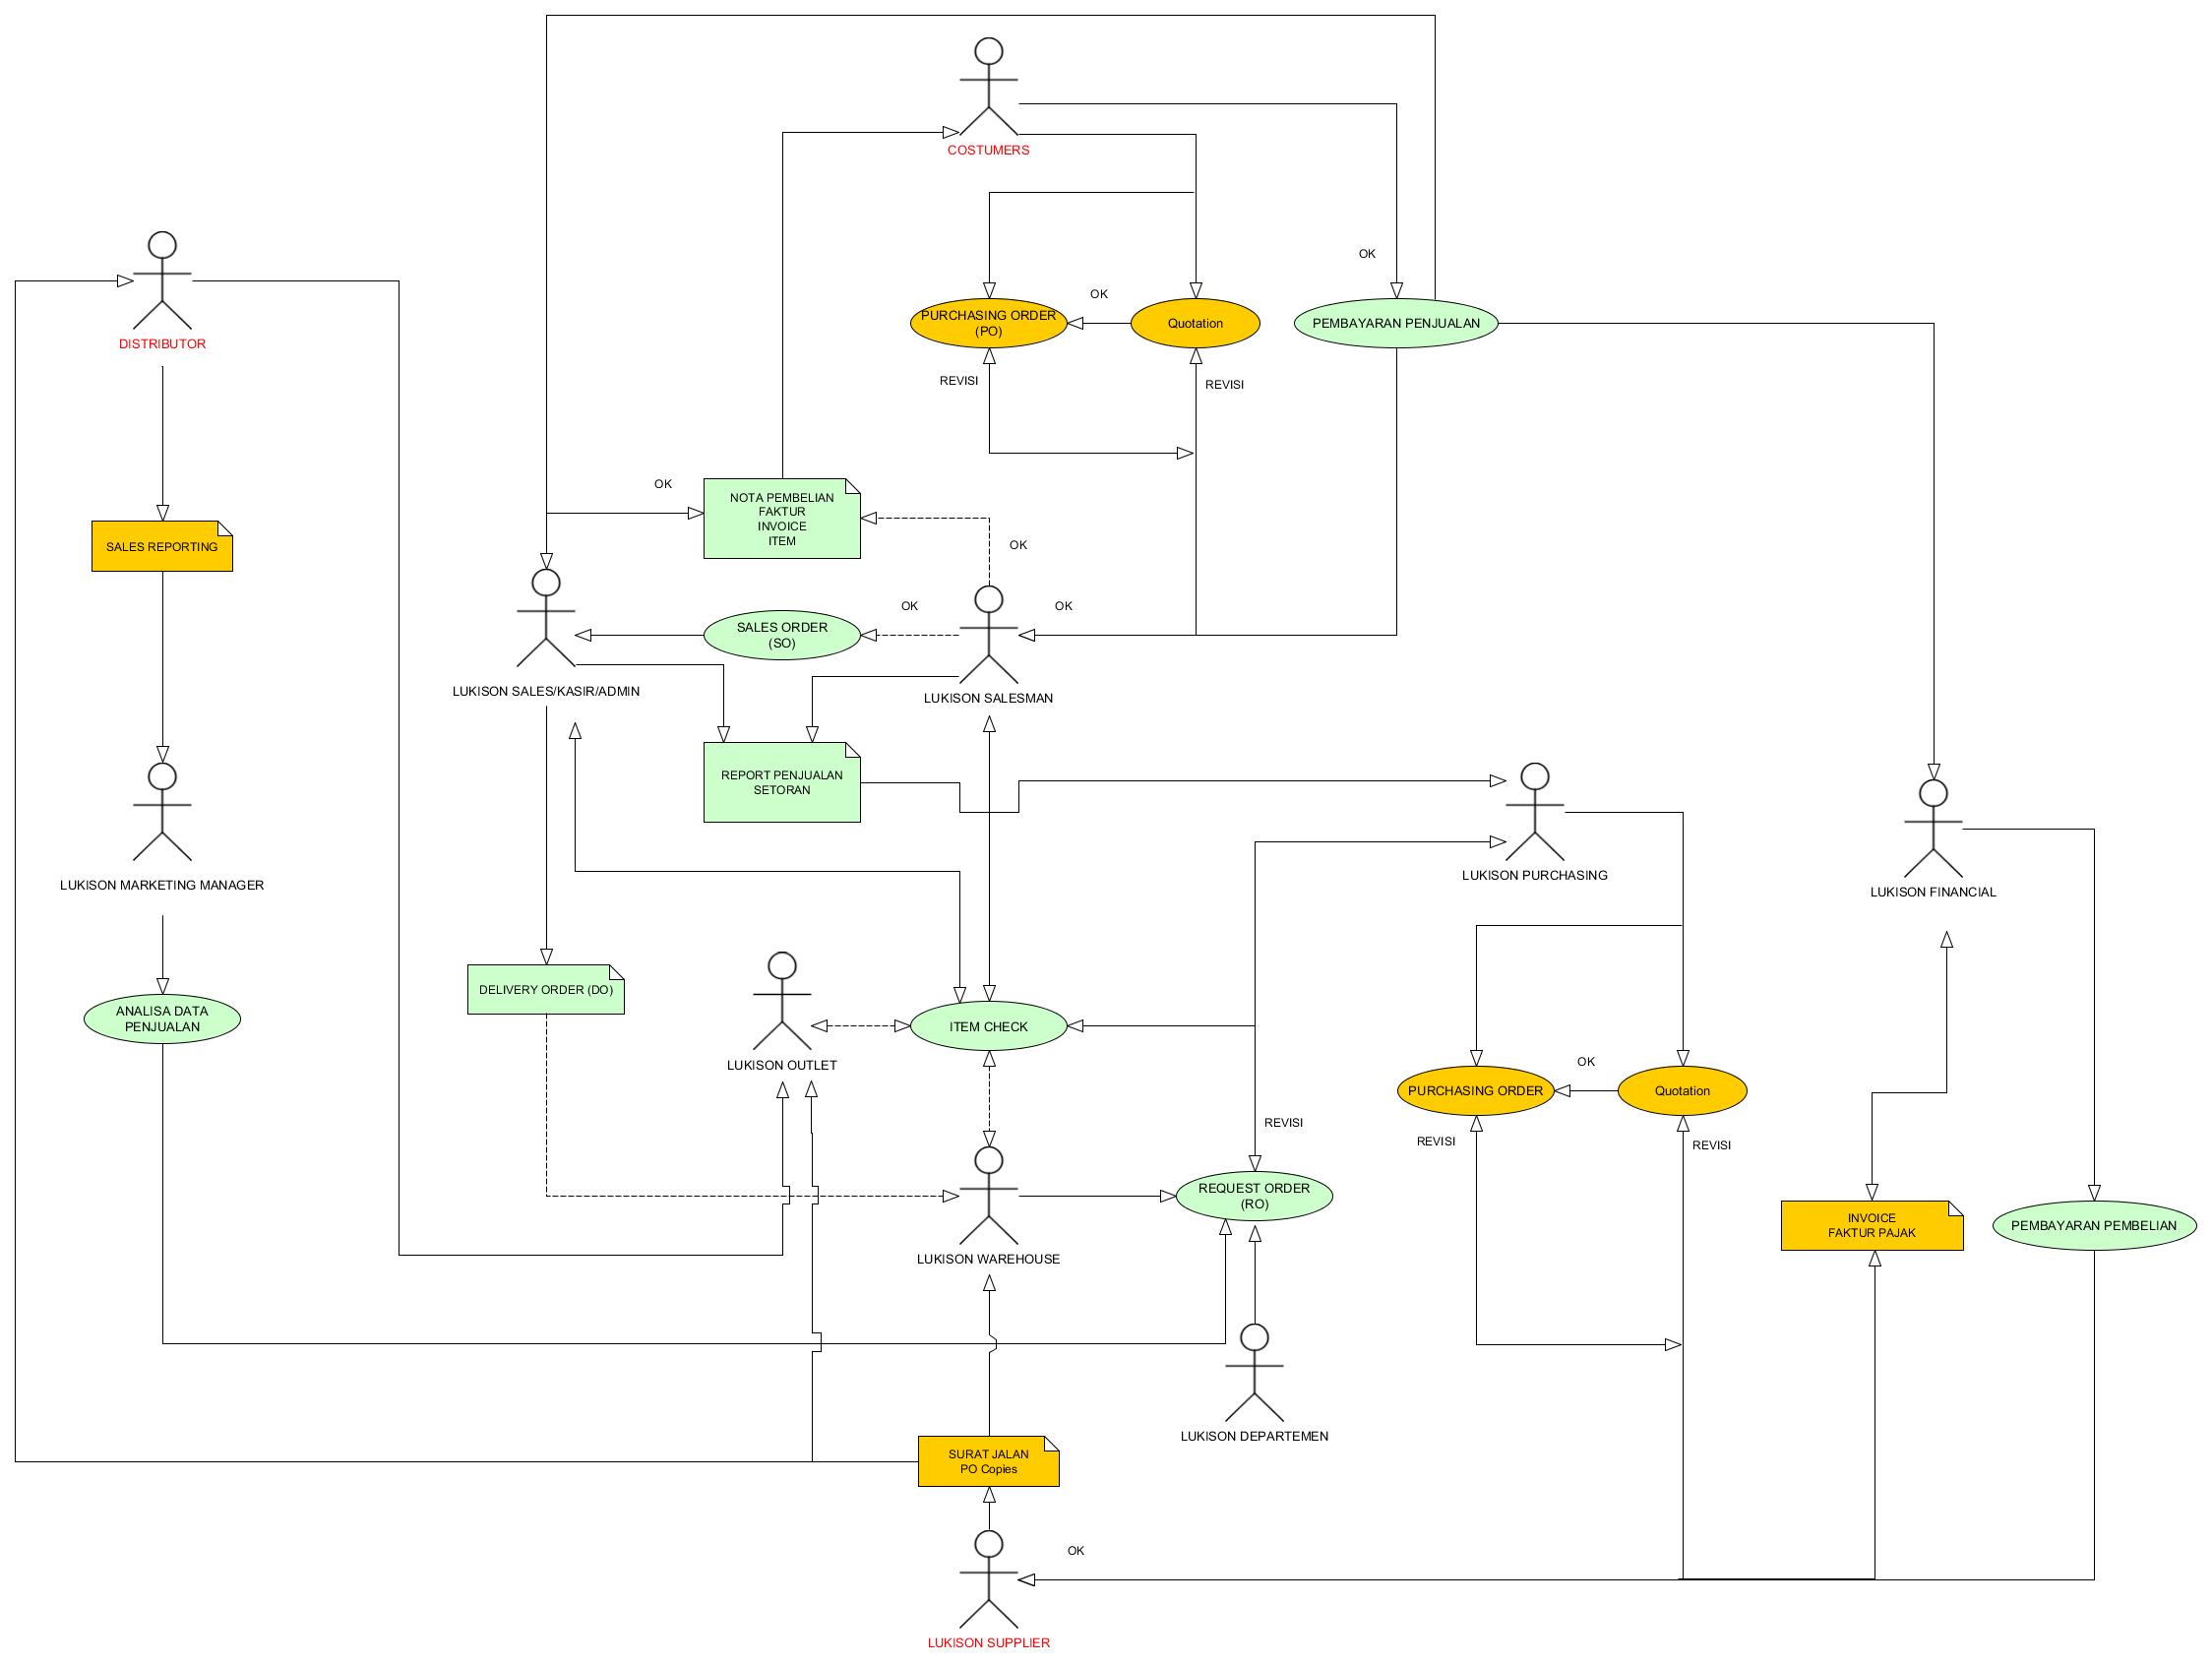 COSTUMERS
OK
DISTRIBUTOR
OK
PURCHASING ORDER
(PO)
Quotation
PEMBAYARAN PENJUALAN
REVISI
REVISI
OK
NOTA PEMBELIAN
FAKTUR
INVOICE
ITEM
SALES REPORTING
OK
OK
OK
SALES ORDER
(SO)
LUKISON SALES/KASIR/ADMIN
LUKISON SALESMAN
REPORT PENJUALAN
SETORAN
LUKISON MARKETING MANAGER
LUKISON PURCHASING
LUKISON FINANCIAL
DELIVERY ORDER (DO)
ANALISA DATA
PENJUALAN
ITEM CHECK
LUKISON OUTLET
OK
PURCHASING ORDER
Quotation
REVISI
REVISI
REVISI
REQUEST ORDER
(RO)
INVOICE
FAKTUR PAJAK
PEMBAYARAN PEMBELIAN
LUKISON WAREHOUSE
LUKISON DEPARTEMEN
SURAT JALAN
PO Copies
OK
LUKISON SUPPLIER